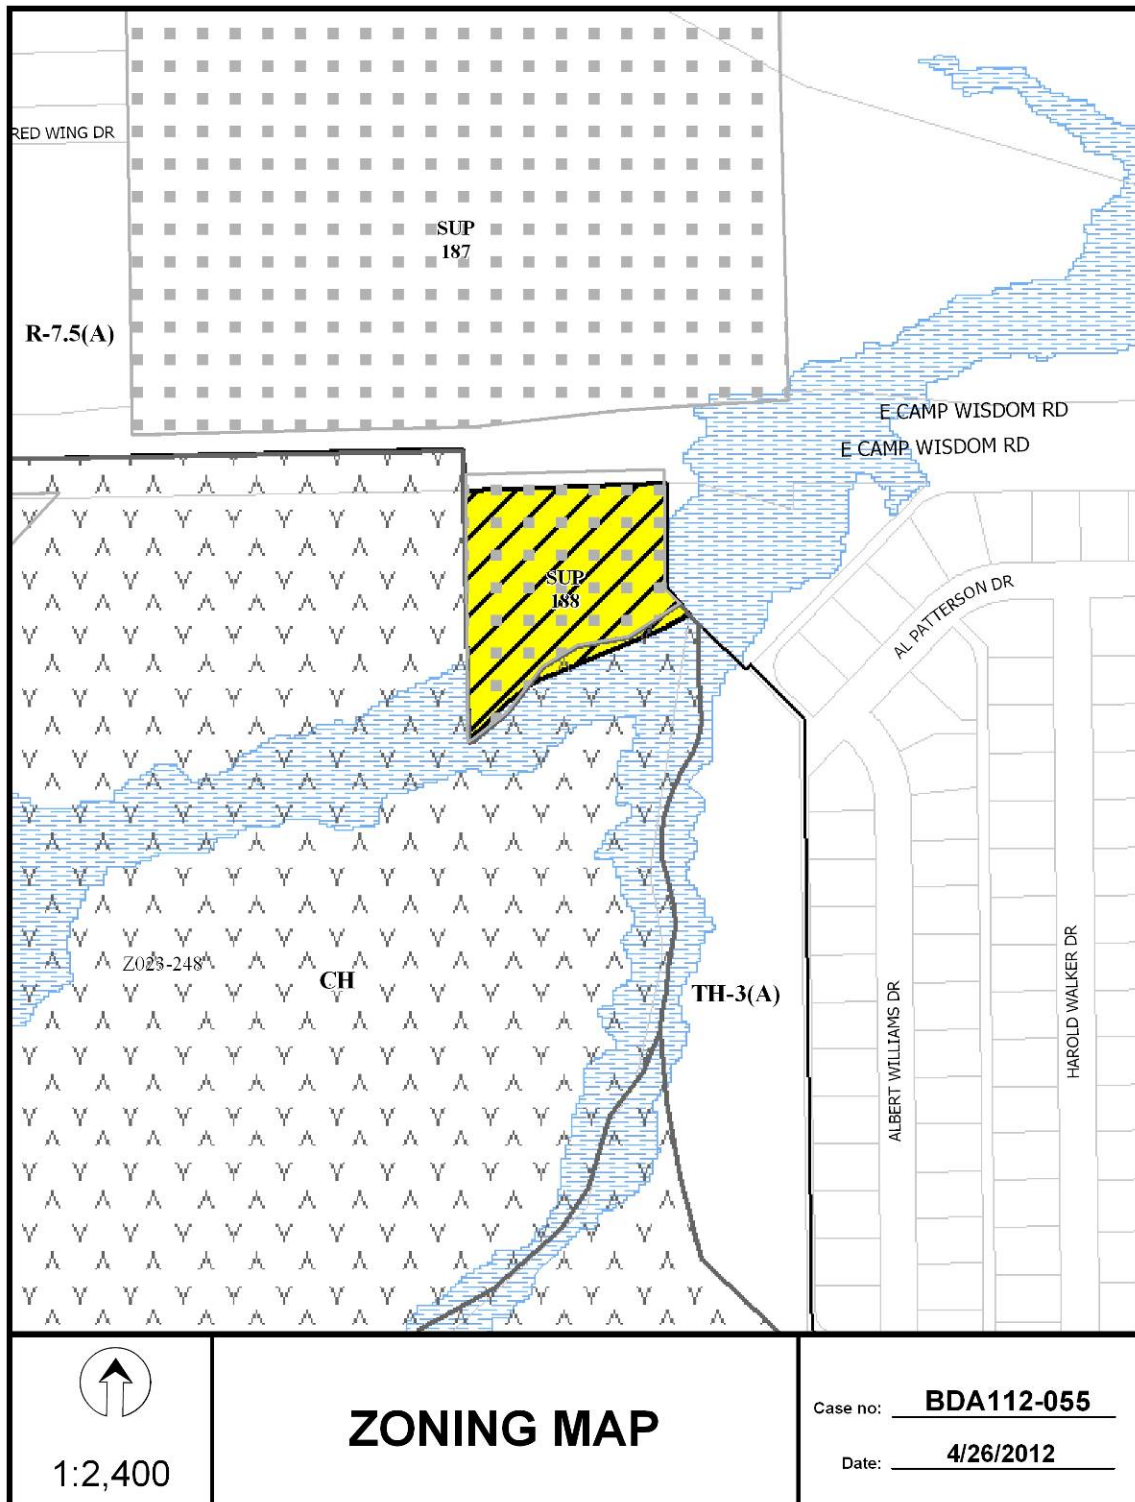 RED WING DR
SUP
187
R-7.5(A)
E CAMP WISDOM RD
E CAMP WISDOM RD
SUP
188
AL PATTERSON DR
Z023-248
CH
TH-3(A)
ALBERT WILLIAMS DR
HAROLD WALKER DR
1:2,400
ZONING MAP
Case no: BDA112-055
Date: 4/26/2012